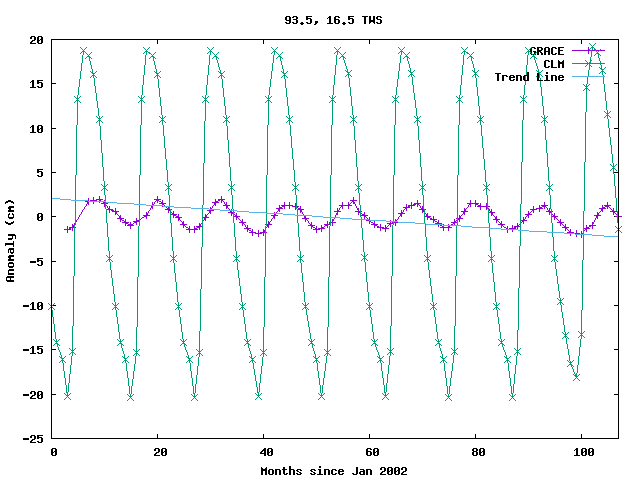 93.5, 16.5 TWS
GRACE
CLM
Trend Line
20
15
10
5
0
-5
-10
-15
-20
-25
Anomaly (cm)
0 20 40 60 80 100
Months since Jan 2002